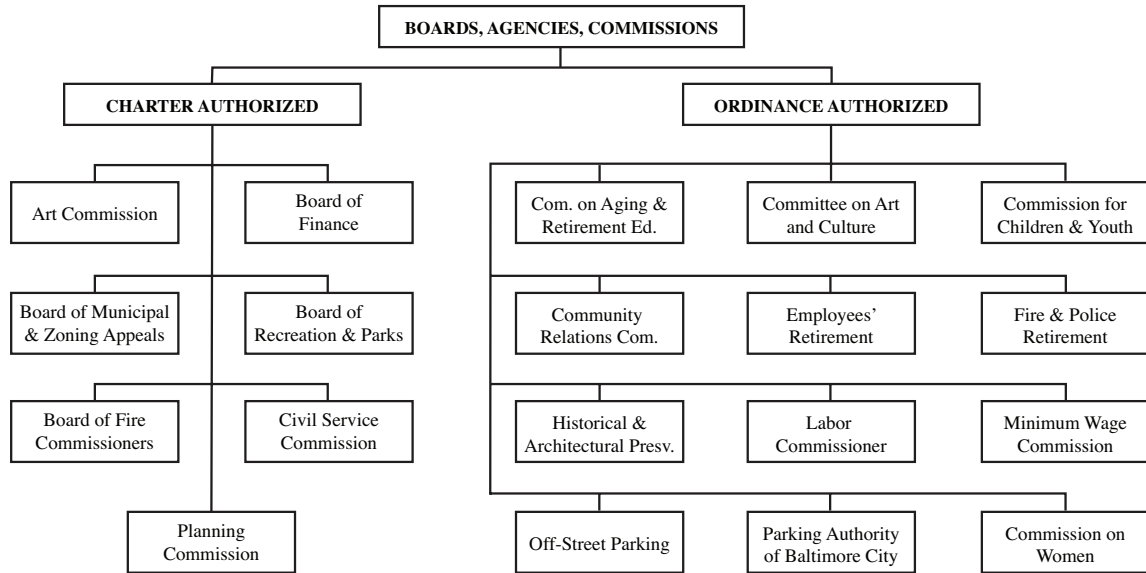 BOARDS, AGENCIES, COMMISSIONS
CHARTER AUTHORIZED
Art Commission
Board of
Finance
Board of Municipal
& Zoning Appeals
Board of
Recreation & Parks
Board of Fire
Commissioners
Civil Service
Commission
Planning
Commission
ORDINANCE AUTHORIZED
Com. on Aging &
Retirement Ed.
Committee on Art
and Culture
Commission for
Children & Youth
Community
Relations Com.
Employees’
Retirement
Fire & Police
Retirement
Historical &
Architectural Presv.
Labor
Commissioner
Minimum Wage
Commission
Off-Street Parking
Parking Authority
of Baltimore City
Commission on
Women